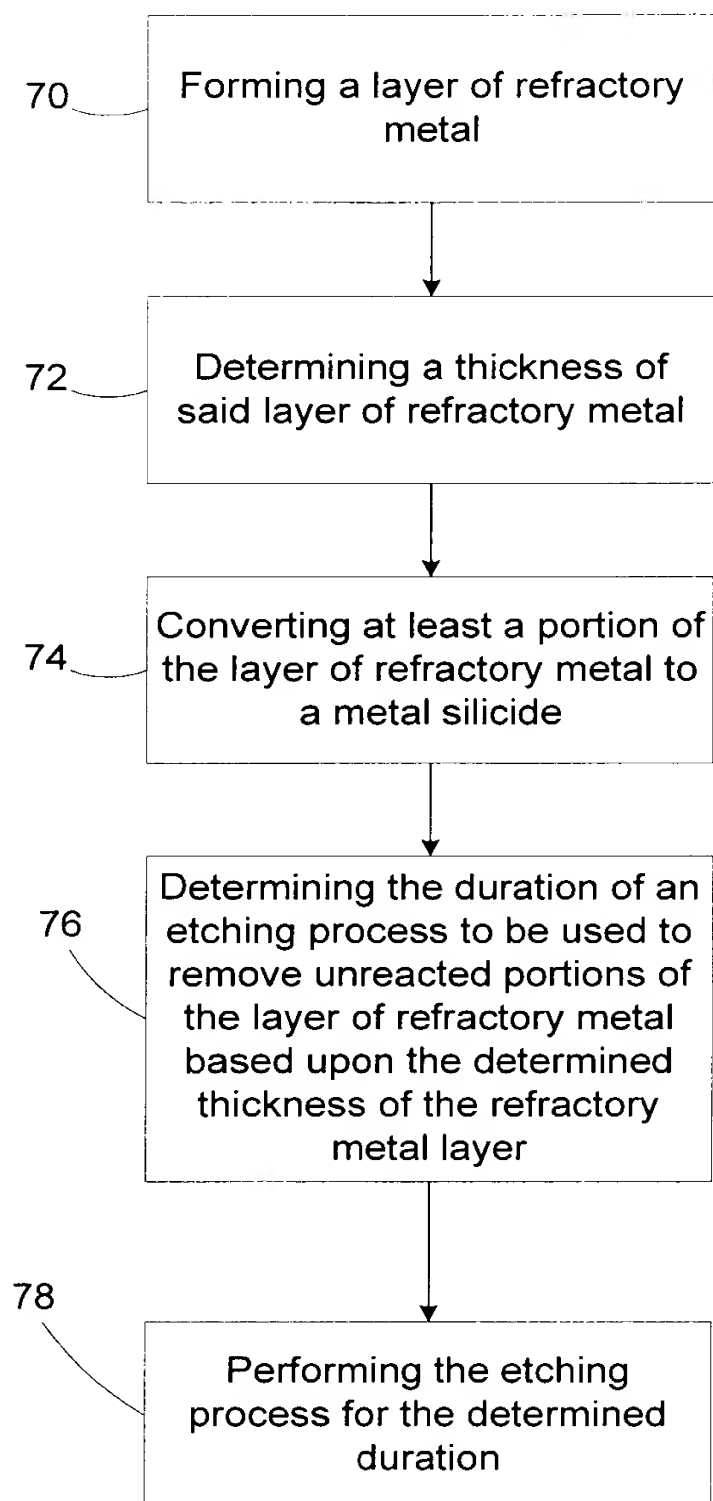 70
Forming a layer of refractory
metal
72
Determining a thickness of
said layer of refractory metal
74
Converting at least a portion of
the layer of refractory metal to
a metal silicide
76
Determining the duration of an
etching process to be used to
remove unreacted portions of
the layer of refractory metal
based upon the determined
thickness of the refractory
metal layer
78
Performing the etching
process for the determined
duration